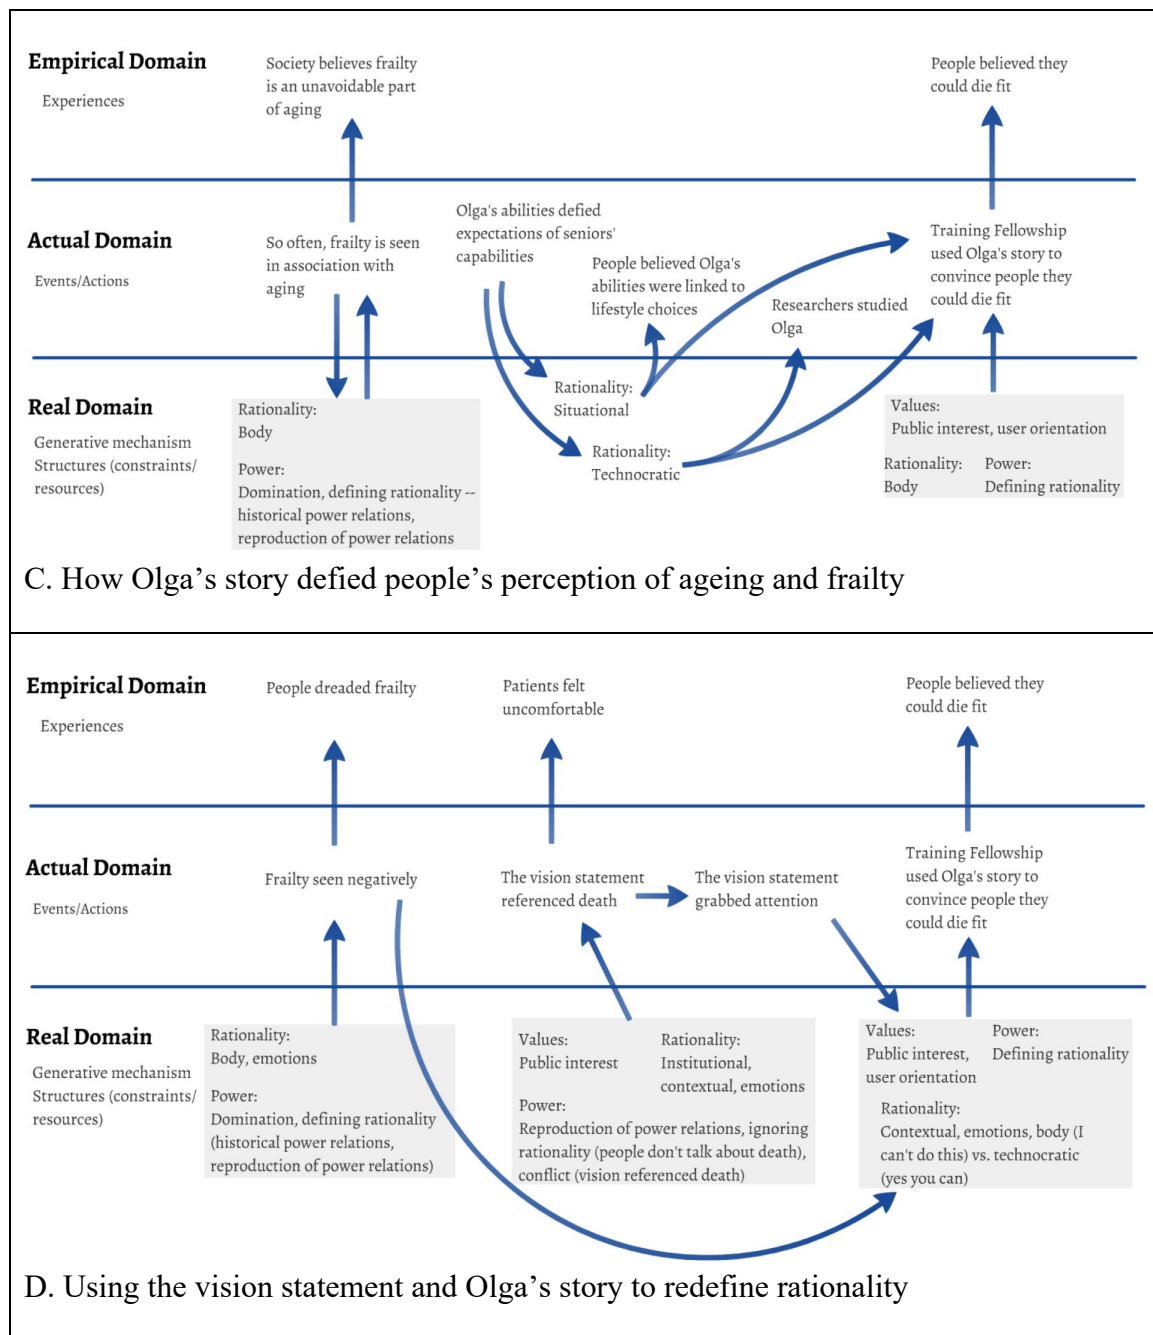 Empirical Domain
Experiences
Society believes frailty
is an unavoidable part
of aging
People believed they
could die fit
Actual Domain
Events/Actions
So often, frailty is seen
in association with
aging
Olga's abilities defied
expectations of seniors'
capabilities
People believed Olga's
abilities were linked to
lifestyle choices
Researchers studied
Olga
Training Fellowship
used Olga's story to
convince people they
could die fit
Real Domain
Generative mechanism
Structures (constraints/
resources)
Rationality:
Body
Power:
Domination, defining rationality --
historical power relations,
reproduction of power relations
Rationality:
Situational
Rationality:
Technocratic
Values:
Public interest, user orientation
Rationality:
Body
Power:
Defining rationality
C. How Olga’s story defied people’s perception of ageing and frailty
Empirical Domain
Experiences
People dreaded frailty
Patients felt
uncomfortable
People believed they
could die fit
Actual Domain
Events/Actions
Frailty seen negatively
The vision statement
referenced death
The vision statement
grabbed attention
Training Fellowship
used Olga's story to
convince people they
could die fit
Real Domain
Generative mechanism
Structures (constraints/
resources)
Rationality:
Body, emotions
Power:
Domination, defining rationality
(historical power relations,
reproduction of power relations)
Values:
Public interest
Rationality:
Institutional,
contextual, emotions
Power:
Reproduction of power relations, ignoring
rationality (people don't talk about death),
conflict (vision referenced death)
Values:
Public interest,
user orientation
Power:
Defining rationality
Rationality:
Contextual, emotions, body (I
can't do this) vs. technocratic
(yes you can)
D. Using the vision statement and Olga’s story to redefine rationality